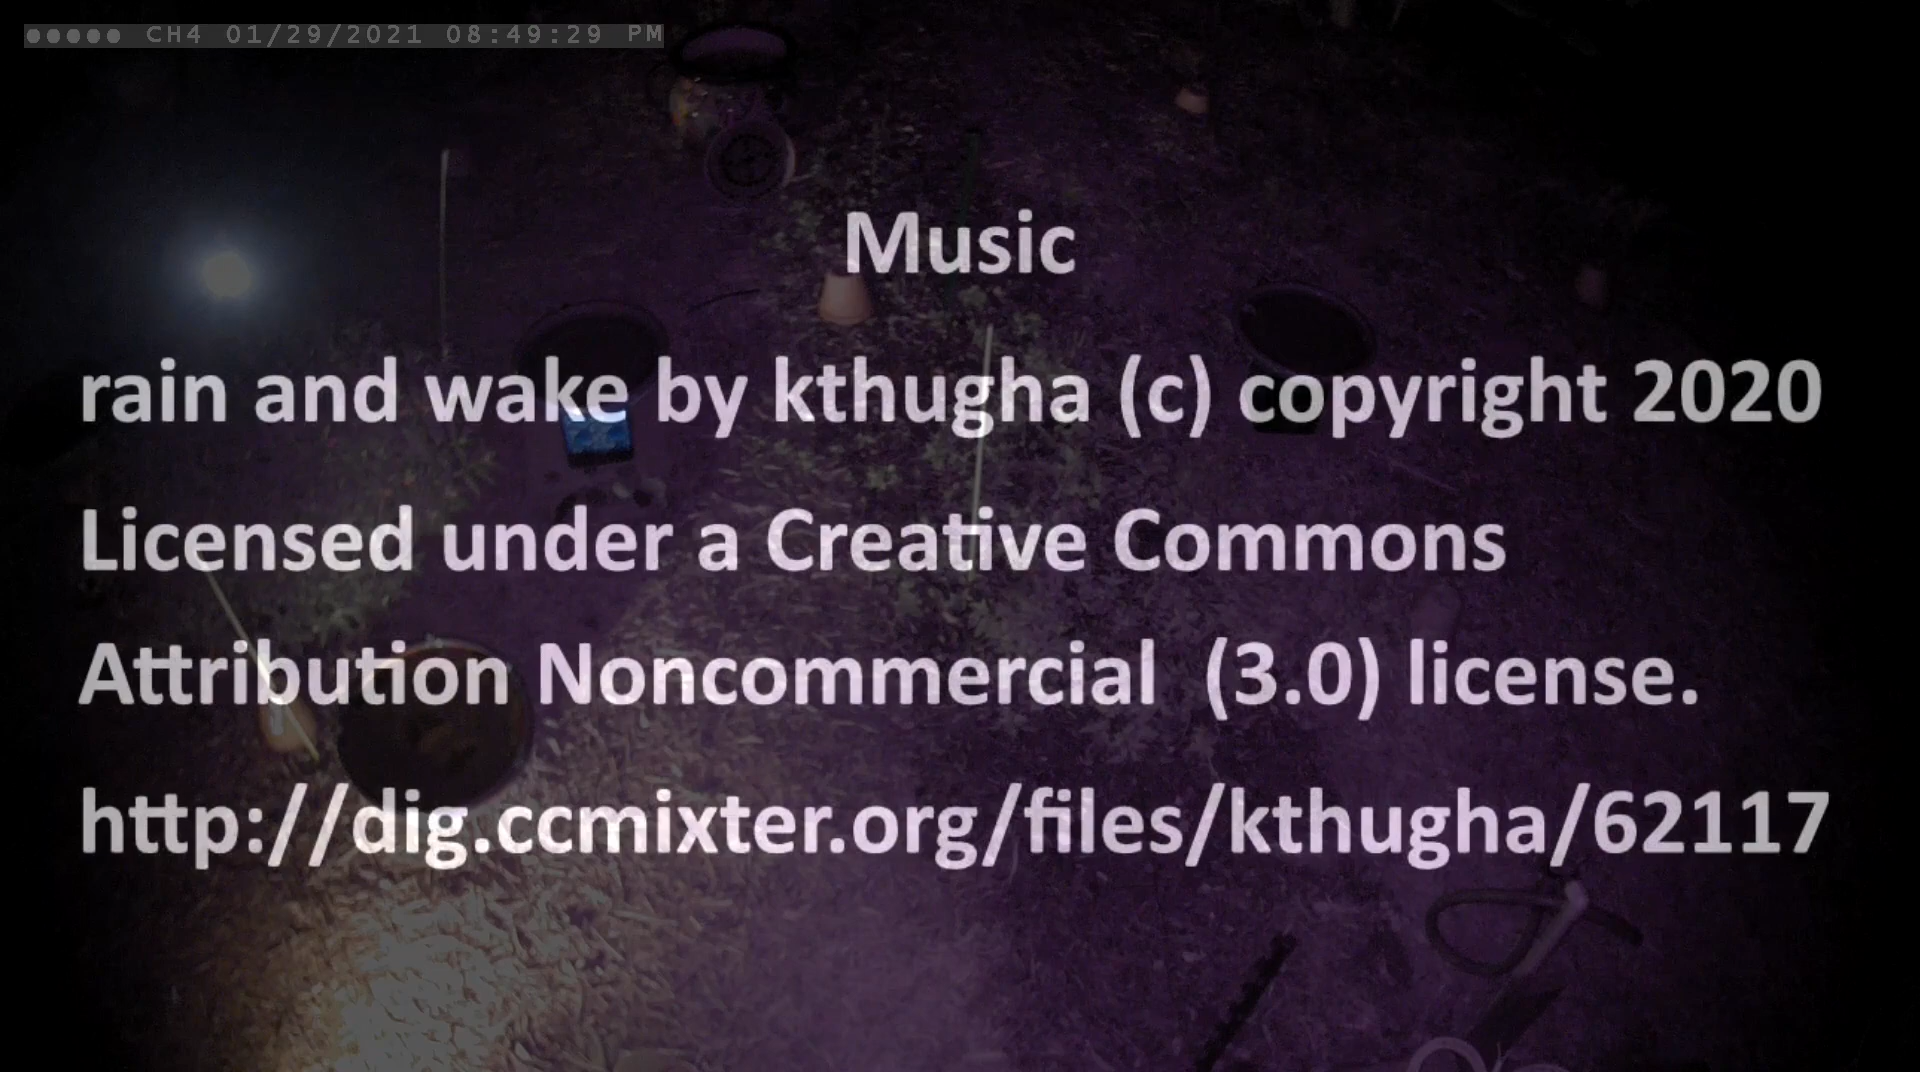 ●●●●● CH4 01/29/2021 08:49:29 PM
Music
rain and wake by kthugha (c) copyright 2020
Licensed under a Creative Commons
Attribution Noncommercial (3.0) license.
http://dig.ccmixter.org/files/kthugha/62117